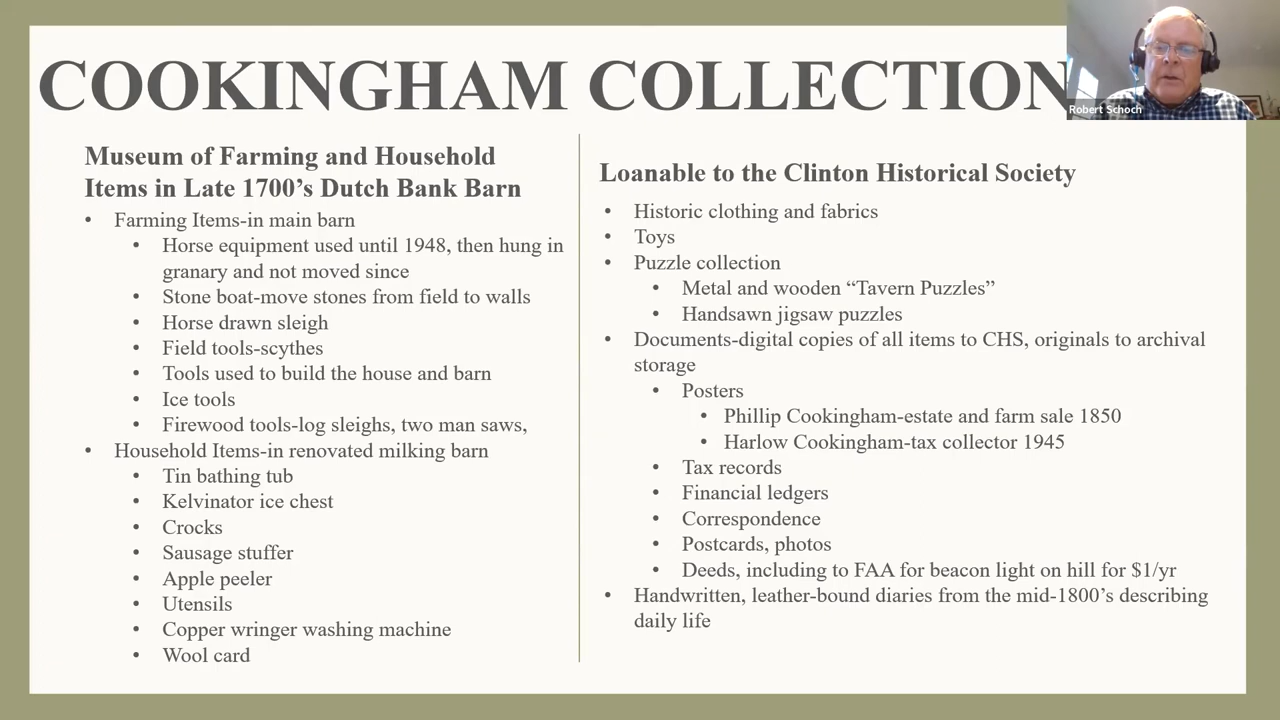 COOKINGHAM COLLECTION
Robert Schoch
Museum of Farming and Household
Items in Late 1700’s Dutch Bank Barn
• Farming Items-in main barn
• Horse equipment used until 1948, then hung in
granary and not moved since
• Stone boat-move stones from field to walls
• Horse drawn sleigh
• Field tools-scythes
• Tools used to build the house and barn
• Ice tools
• Firewood tools-log sleighs, two man saws,
• Household Items-in renovated milking barn
• Tin bathing tub
• Kelvinator ice chest
• Crocks
• Sausage stuffer
• Apple peeler
• Utensils
• Copper wringer washing machine
• Wool card
Loanable to the Clinton Historical Society
• Historic clothing and fabrics
• Toys
• Puzzle collection
• Metal and wooden “Tavern Puzzles”
• Handsawn jigsaw puzzles
• Documents-digital copies of all items to CHS, originals to archival
storage
• Posters
• Phillip Cookingham-estate and farm sale 1850
• Harlow Cookingham-tax collector 1945
• Tax records
• Financial ledgers
• Correspondence
• Postcards, photos
• Deeds, including to FAA for beacon light on hill for $1/yr
• Handwritten, leather-bound diaries from the mid-1800’s describing
daily life